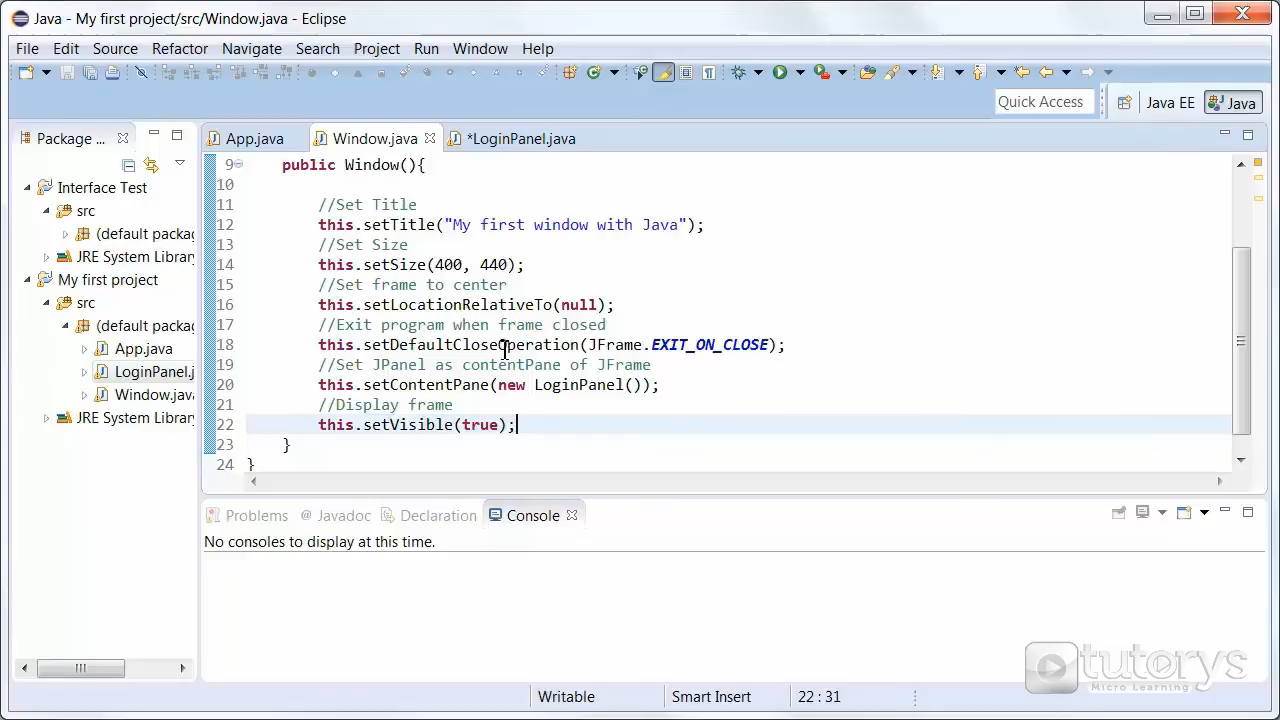 Java - My first project/src/Window.java - Eclipse
File Edit Source Refactor Navigate Search Project Run Window Help
Quick Access Java EE Java
Package ... App.java Window.java *LoginPanel.java
Interface Test
src
(default packag
JRE System Library
My first project
src
(default packag
App.java
LoginPanel.j
Window.java
JRE System Library
9 public Window(){
10
11 //Set Title
12 this.setTitle("My first window with Java");
13 //Set Size
14 this.setSize(400, 440);
15 //Set frame to center
16 this.setLocationRelativeTo(null);
17 //Exit program when frame closed
18 this.setDefaultCloseOperation(JFrame.EXIT_ON_CLOSE);
19 //Set JPanel as contentPane of JFrame
20 this.setContentPane(new LoginPanel());
21 //Display frame
22 this.setVisible(true);
23 }
24 }
Problems @ Javadoc Declaration Console
No consoles to display at this time.
Writable Smart Insert 22 : 31
tutorys
Micro Learning